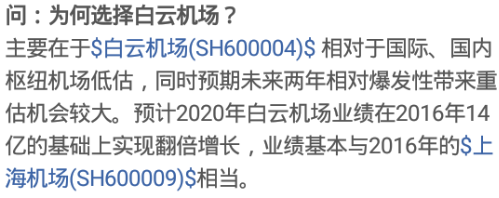 问：为何选择白云机场？
主要在于$白云机场(SH600004)$ 相对于国际、国内
枢纽机场低估，同时预期未来两年相对爆发性带来重
估机会较大。预计2020年白云机场业绩在2016年14
亿的基础上实现翻倍增长，业绩基本与2016年的$上
海机场(SH600009)$相当。